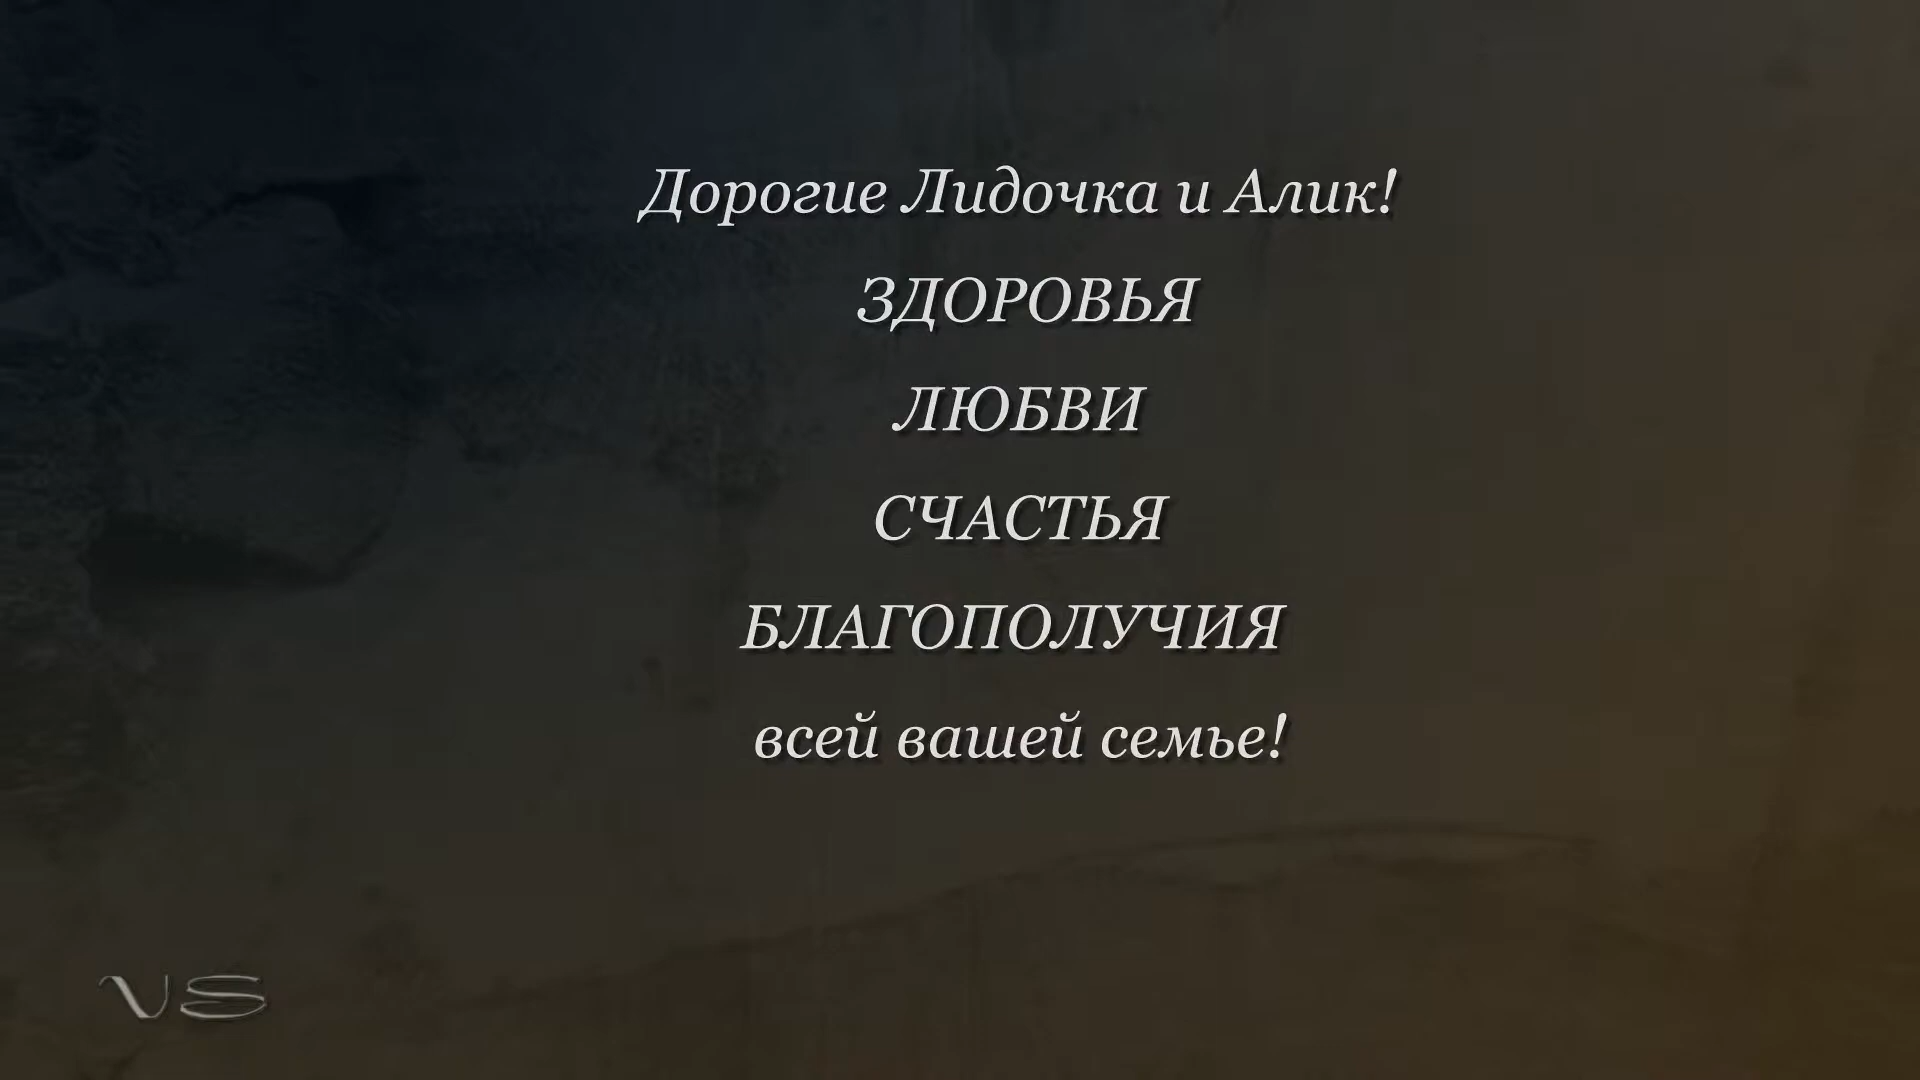 Дорогие Лидочка и Алик!
ЗДОРОВЬЯ
ЛЮБВИ
СЧАСТЬЯ
БЛАГОПОЛУЧИЯ
всей вашей семье!
VS